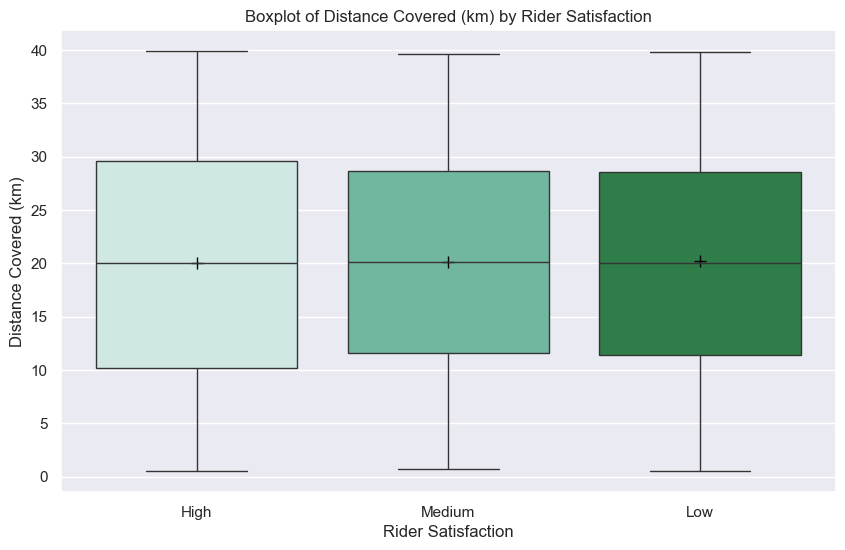 Boxplot of Distance Covered (km) by Rider Satisfaction
Distance Covered (km)
40
35
30
25
20
15
10
5
0
High
Medium
Low
Rider Satisfaction